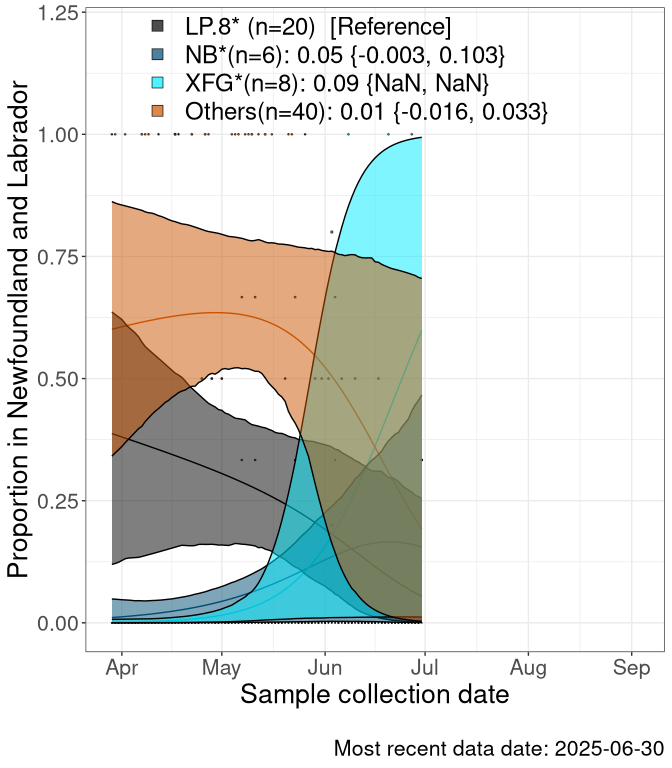 1.25
LP.8* (n=20)  [Reference]
NB*(n=6): 0.05 {-0.003, 0.103}
XFG*(n=8): 0.09 {NaN, NaN}
Others(n=40): 0.01 {-0.016, 0.033}
1.00
0.75
0.50
0.25
0.00
Proportion in Newfoundland and Labrador
Apr May Jun Jul Aug Sep
Sample collection date
Most recent data date: 2025-06-30